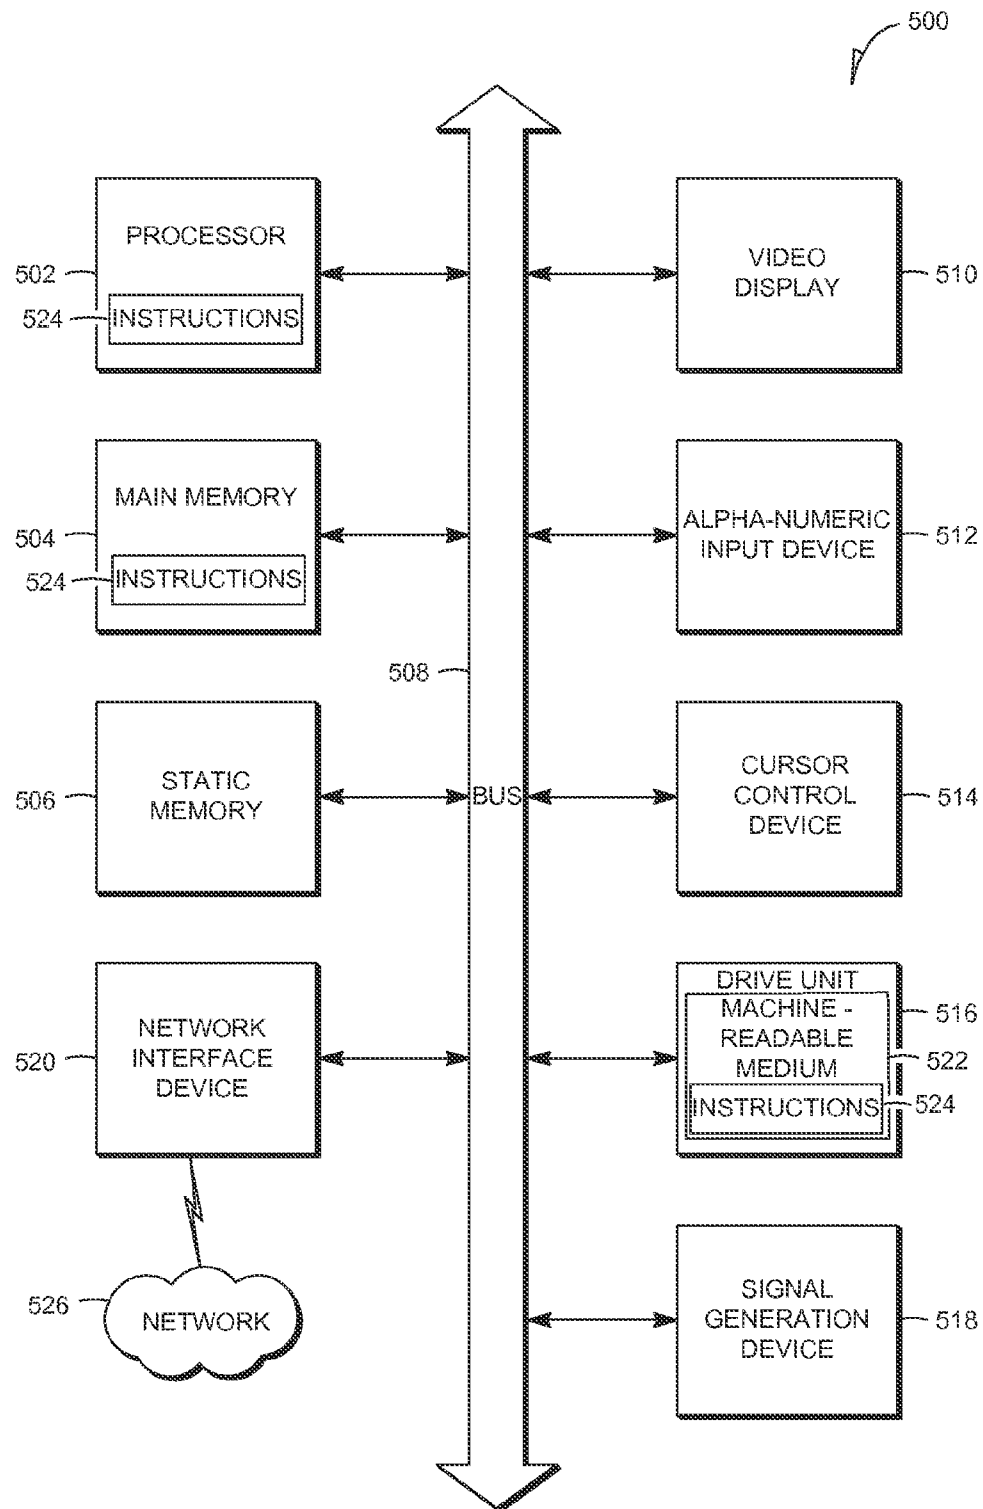 500
PROCESSOR
502
524
INSTRUCTIONS
VIDEO
DISPLAY
510
MAIN MEMORY
504
524
INSTRUCTIONS
ALPHA-NUMERIC
INPUT DEVICE
512
508
STATIC
MEMORY
506
BUS
CURSOR
CONTROL
DEVICE
514
NETWORK
INTERFACE
DEVICE
520
DRIVE UNIT
516
MACHINE -
READABLE
MEDIUM
522
INSTRUCTIONS
524
526
NETWORK
SIGNAL
GENERATION
DEVICE
518